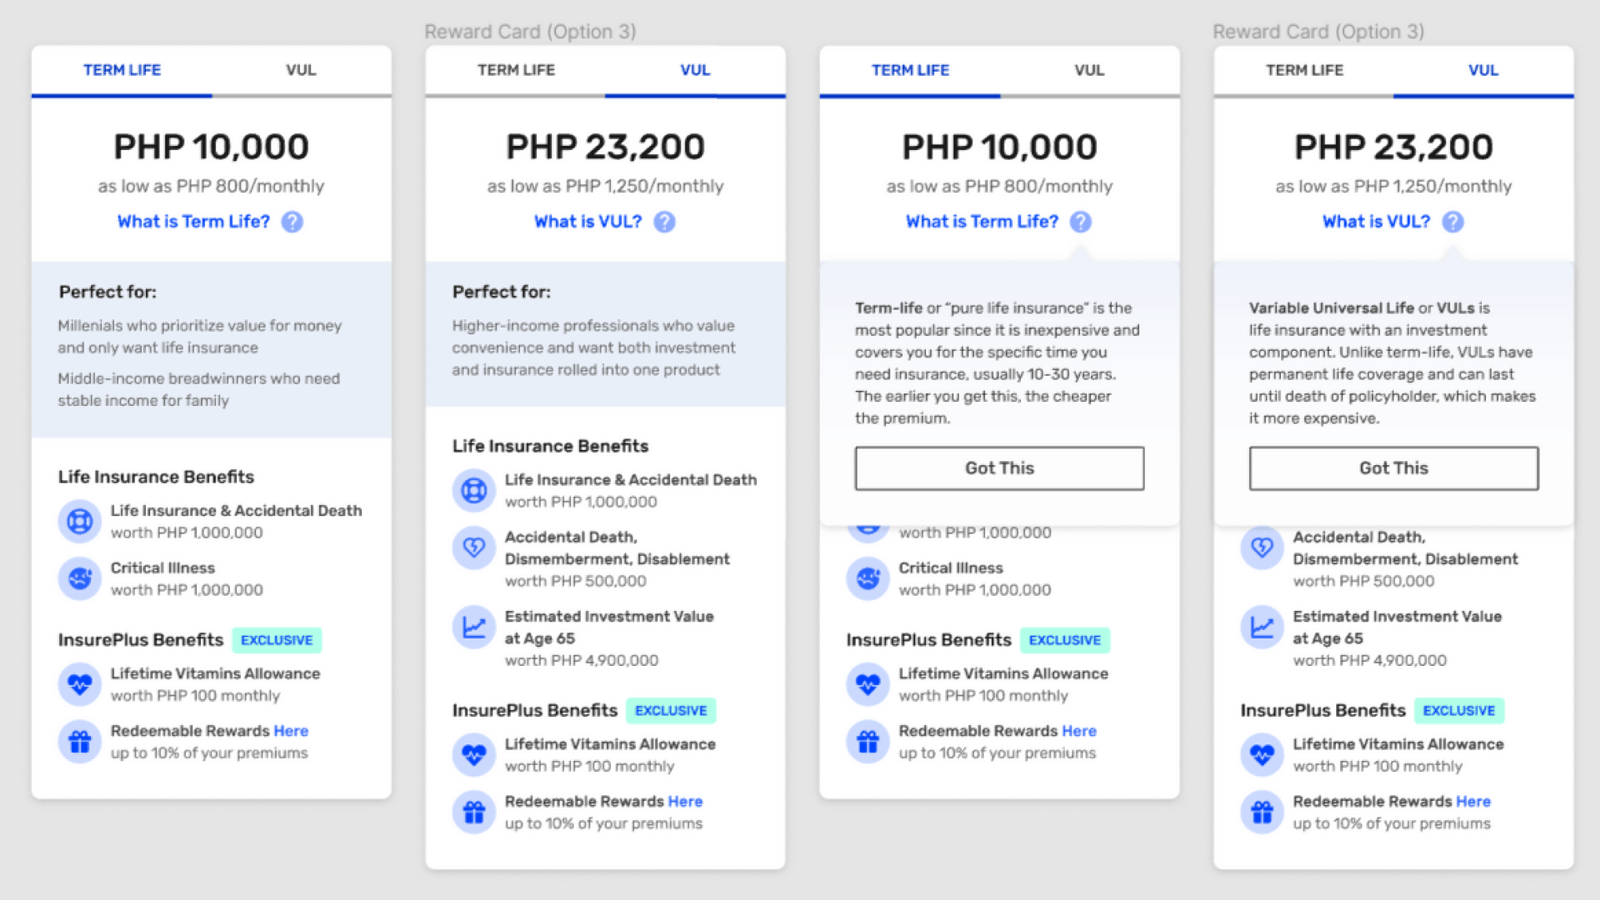 TERM LIFE VUL
PHP 10,000
as low as PHP 800/monthly
What is Term Life? ?
Perfect for:
Millenials who prioritize value for money
and only want life insurance
Middle-income breadwinners who need
stable income for family
Life Insurance Benefits
Life Insurance & Accidental Death
worth PHP 1,000,000
Critical Illness
worth PHP 1,000,000
InsurePlus Benefits EXCLUSIVE
Lifetime Vitamins Allowance
worth PHP 100 monthly
Redeemable Rewards Here
up to 10% of your premiums
Reward Card (Option 3)
TERM LIFE VUL
PHP 23,200
as low as PHP 1,250/monthly
What is VUL? ?
Perfect for:
Higher-income professionals who value
convenience and want both investment
and insurance rolled into one product
Life Insurance Benefits
Life Insurance & Accidental Death
worth PHP 1,000,000
Accidental Death,
Dismemberment, Disablement
worth PHP 500,000
Estimated Investment Value
at Age 65
worth PHP 4,900,000
InsurePlus Benefits EXCLUSIVE
Lifetime Vitamins Allowance
worth PHP 100 monthly
Redeemable Rewards Here
up to 10% of your premiums
TERM LIFE VUL
PHP 10,000
as low as PHP 800/monthly
What is Term Life? ?
Term-life or “pure life insurance” is the
most popular since it is inexpensive and
covers you for the specific time you
need insurance, usually 10-30 years.
The earlier you get this, the cheaper
the premium.
Got This
worth PHP 1,000,000
Critical Illness
worth PHP 1,000,000
InsurePlus Benefits EXCLUSIVE
Lifetime Vitamins Allowance
worth PHP 100 monthly
Redeemable Rewards Here
up to 10% of your premiums
Reward Card (Option 3)
TERM LIFE VUL
PHP 23,200
as low as PHP 1,250/monthly
What is VUL? ?
Variable Universal Life or VULs is
life insurance with an investment
component. Unlike term-life, VULs have
permanent life coverage and can last
until death of policyholder, which makes
it more expensive.
Got This
Accidental Death,
Dismemberment, Disablement
worth PHP 500,000
Estimated Investment Value
at Age 65
worth PHP 4,900,000
InsurePlus Benefits EXCLUSIVE
Lifetime Vitamins Allowance
worth PHP 100 monthly
Redeemable Rewards Here
up to 10% of your premiums